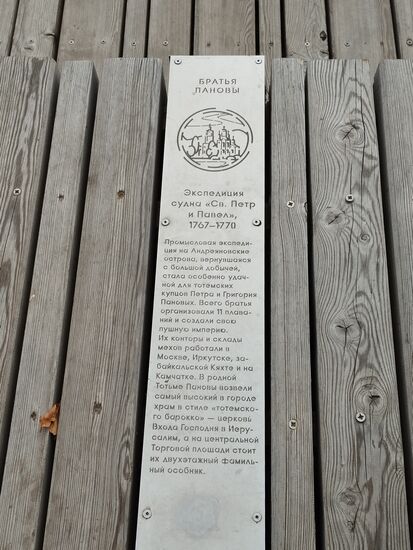 БРАТЬЯ
ПАНОВЫ
Экспедиция
судна «Св. Петр
и Павел»,
1767–1770
Промысловая экспеди-
ция на Андреяновские
острова, вернувшаяся
с большой добычей,
стала особенно удач-
ной для тотемских
купцов Петра и Григория
Пановых. Всего братья
организовали 11 плава-
ний и создали свою
пушную империю.
Их конторы и склады
мехов работали в
Москве, Иркутске, за-
байкальской Кяхте и на
Камчатке. В родной
Тотьме Пановы возвели
самый высокий в городе
храм в стиле «тотемско-
го барокко» — церковь
Входа Господня в Иеру-
салим, а на центральной
Торговой площади стоит
их двухэтажный фамиль-
ный особняк.